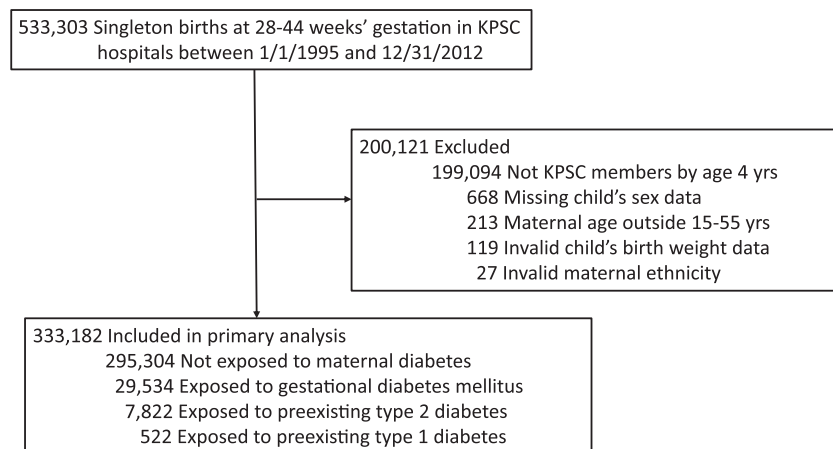 533,303 Singleton births at 28-44 weeks’ gestation in KPSC
hospitals between 1/1/1995 and 12/31/2012
200,121 Excluded
199,094 Not KPSC members by age 4 yrs
668 Missing child’s sex data
213 Maternal age outside 15-55 yrs
119 Invalid child’s birth weight data
27 Invalid maternal ethnicity
333,182 Included in primary analysis
295,304 Not exposed to maternal diabetes
29,534 Exposed to gestational diabetes mellitus
7,822 Exposed to preexisting type 2 diabetes
522 Exposed to preexisting type 1 diabetes